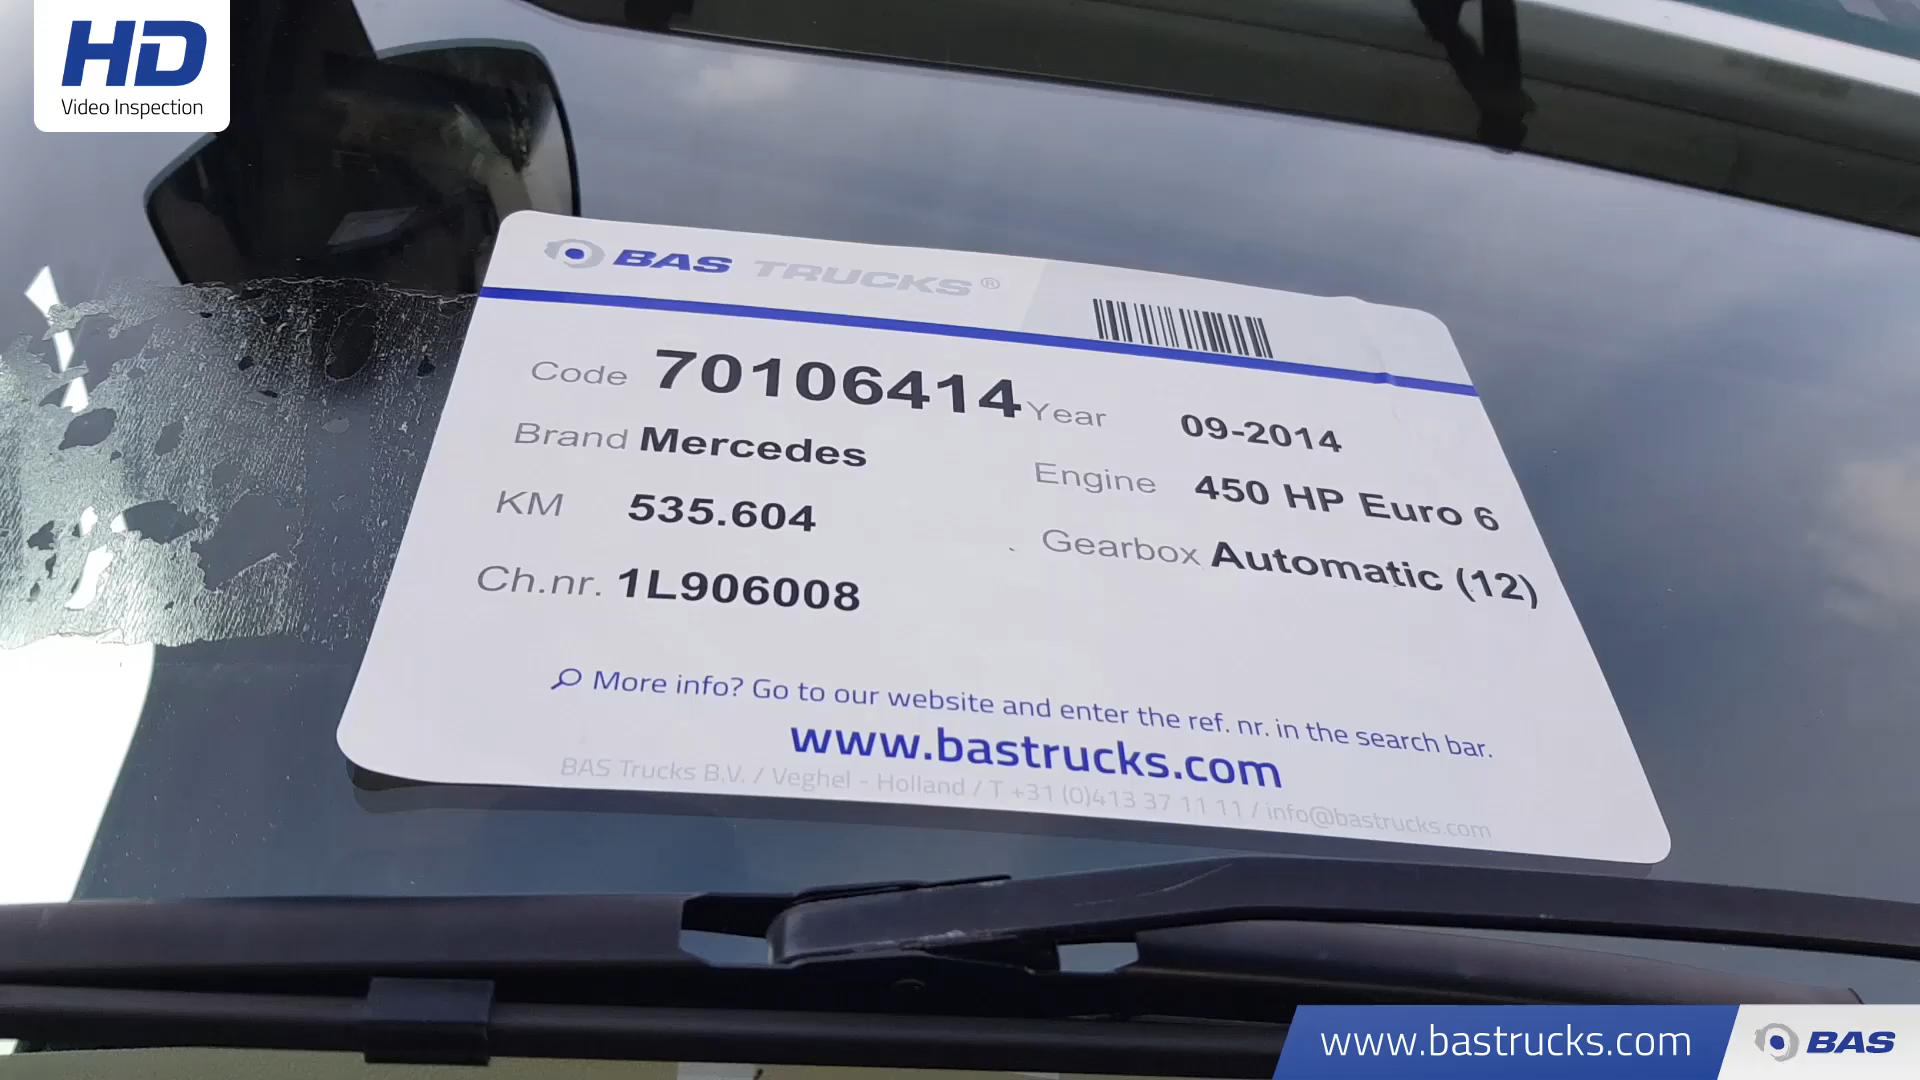 HD
Video Inspection
BAS TRUCKS®
Code 70106414
Year 09-2014
Brand Mercedes
Engine 450 HP Euro 6
KM 535.604
Gearbox Automatic (12)
Ch.nr. 1L906008
More info? Go to our website and enter the ref. nr. in the search bar.
www.bastrucks.com
BAS Trucks B.V. / Veghel - Holland / T +31 (0)413 37 11 11 / info@bastrucks.com
www.bastrucks.com
BAS